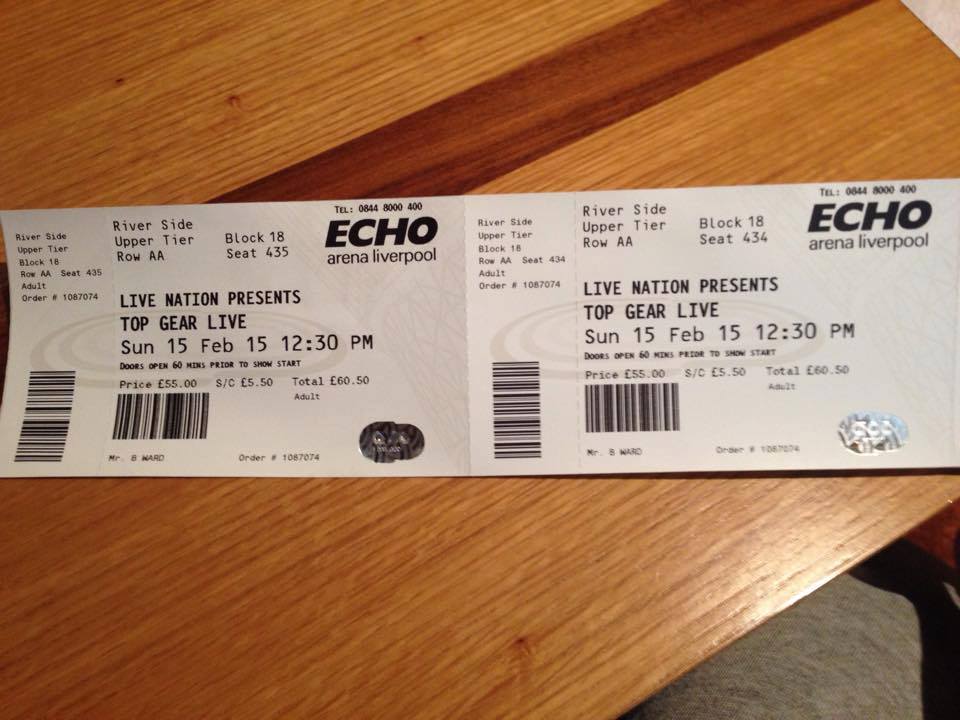 River Side
Upper Tier
Block 18
Row AA Seat 435
Adult
Order # 1087074
River Side
Upper Tier
Row AA
Block 18
Seat 435
TEL: 0844 8000 400
ECHO
arena liverpool
LIVE NATION PRESENTS
TOP GEAR LIVE
Sun 15 Feb 15 12:30 PM
DOORS OPEN 60 MINS PRIOR TO SHOW START
Price £55.00 S/C £5.50 Total £60.50
Adult
Mr. B WARD Order # 1087074
River Side
Upper Tier
Block 18
Row AA Seat 434
Adult
Order # 1087074
River Side
Upper Tier
Row AA
Block 18
Seat 434
TEL: 0844 8000 400
ECHO
arena liverpool
LIVE NATION PRESENTS
TOP GEAR LIVE
Sun 15 Feb 15 12:30 PM
DOORS OPEN 60 MINS PRIOR TO SHOW START
Price £55.00 S/C £5.50 Total £60.50
Adult
Mr. B WARD Order # 1087074